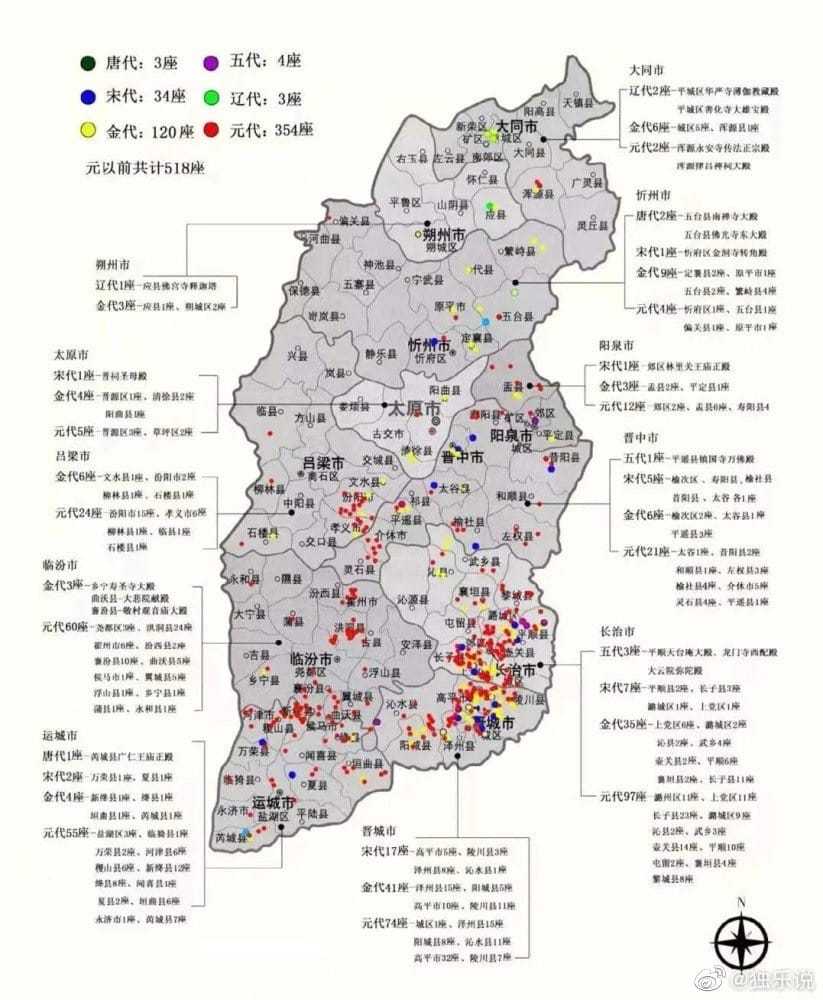 唐代：3座
五代：4座
宋代：34座
辽代：3座
金代：120座
元代：354座
元以前共计518座
大同市
辽代2座－平城区华严寺薄伽教藏殿
平城区善化寺大雄宝殿
金代6座－城区5座、浑源县1座
元代2座－浑源永安寺传法正宗殿
忻州市
唐代2座－五台县南禅寺大殿
五台县佛光寺东大殿
宋代1座－忻府区金洞寺转角殿
金代9座－定襄县2座、原平市1座
五台县2座、繁峙县4座
元代4座－忻府区1座、五台县1座
偏关县1座、原平市1座
朔州市
辽代1座－应县佛宫寺释迦塔
金代3座－应县1座、朔城区2座
太原市
宋代1座－晋祠圣母殿
金代4座－晋源区1座、清徐县2座
阳曲县1座
元代5座－晋源区3座、草坪区2座
阳泉市
宋代1座－郊区林里关王庙正殿
金代3座－盂县2座、平定县1座
元代12座－郊区2座、盂县6座、寿阳县4
吕梁市
金代6座－文水县1座、汾阳市2座
柳林县1座、石楼县1座
元代24座－汾阳市15座、孝义市6座
柳林县1座、临县1座
石楼县1座
晋中市
五代1座－平遥县镇国寺万佛殿
宋代5座－榆次区、寿阳县、榆社县
昔阳县、太谷 各1座
金代6座－榆次区2座、太谷县1座
平遥县3座
元代21座－太谷1座、昔阳县2座
和顺县1座、左权县3座
榆社县4座、介休市5座
灵石县4座、平遥县1座
临汾市
金代3座－乡宁寿圣寺大殿
曲沃县-大悲院献殿
襄汾县-敬村观音庙大殿
元代60座－尧都区3座、洪洞县24座
霍州市6座、汾西县2座
襄汾县10座、曲沃县5座
侯马市1座、翼城县5座
浮山县1座、乡宁县1座
蒲县1座、永和县1座
长治市
五代3座－平顺天台庵大殿、龙门寺西配殿
大云院弥陀殿
宋代7座－平顺县2座、长子县3座
潞城区1座、上党区1座
金代35座－上党区6座、潞城区2座
沁县2座、武乡4座
壶关县2座、平顺6座
襄垣县2座、长子县11座
元代97座－潞州区11座、上党区11座
长子县23座、潞城区9座
沁县2座、武乡3座
壶关县14座、平顺10座
屯留2座、襄垣县4座
黎城县8座
运城市
唐代1座－芮城县广仁王庙正殿
宋代2座－万荣县1座、夏县1座
金代4座－新绛县1座、绛县1座
垣曲县1座、芮城县1座
元代55座－盐湖区3座、临猗县1座
万荣县2座、河津县6座
稷山县6座、新绛县12座
绛县8座、闻喜县1座
夏县2座、垣曲县6座
永济市1座、芮城县7座
晋城市
宋代17座－高平市5座、陵川县3座
泽州县8座、沁水县1座
金代41座－泽州县15座、阳城县5座
高平市10座、陵川县11座
元代74座－城区1座、泽州县15座
阳城县8座、沁水县11座
高平市32座、陵川县7座
天镇县
阳高县
新荣区
大同市
矿区
左云县
右玉县
大同县
怀仁县
浑源县
广灵县
灵丘县
平鲁区
山阴县
应县
朔州市
朔城区
偏关县
河曲县
神池县
宁武县
代县
繁峙县
五寨县
保德县
岢岚县
原平市
五台县
忻州市
忻府区
定襄县
静乐县
兴县
岚县
盂县
阳曲县
娄烦县
太原市
古交市
临县
方山县
寿阳县
矿区
郊区
阳泉市
城区
平定县
吕梁市
离石区
交城县
晋中市
昔阳县
柳林县
中阳县
文水县
汾阳市
太谷县
祁县
和顺县
平遥县
孝义市
介休市
石楼县
交口县
榆社县
左权县
灵石县
武乡县
沁县
永和县
隰县
汾西县
霍州市
沁源县
襄垣县
黎城县
大宁县
蒲县
洪洞县
古县
屯留县
潞城区
平顺县
安泽县
壶关县
吉县
临汾市
尧都区
浮山县
长治市
乡宁县
襄汾县
翼城县
沁水县
高平市
陵川县
河津市
稷山县
侯马市
曲沃县
万荣县
闻喜县
垣曲县
阳城县
泽州县
临猗县
夏县
运城市
盐湖区
平陆县
永济市
芮城县
N
@独乐说